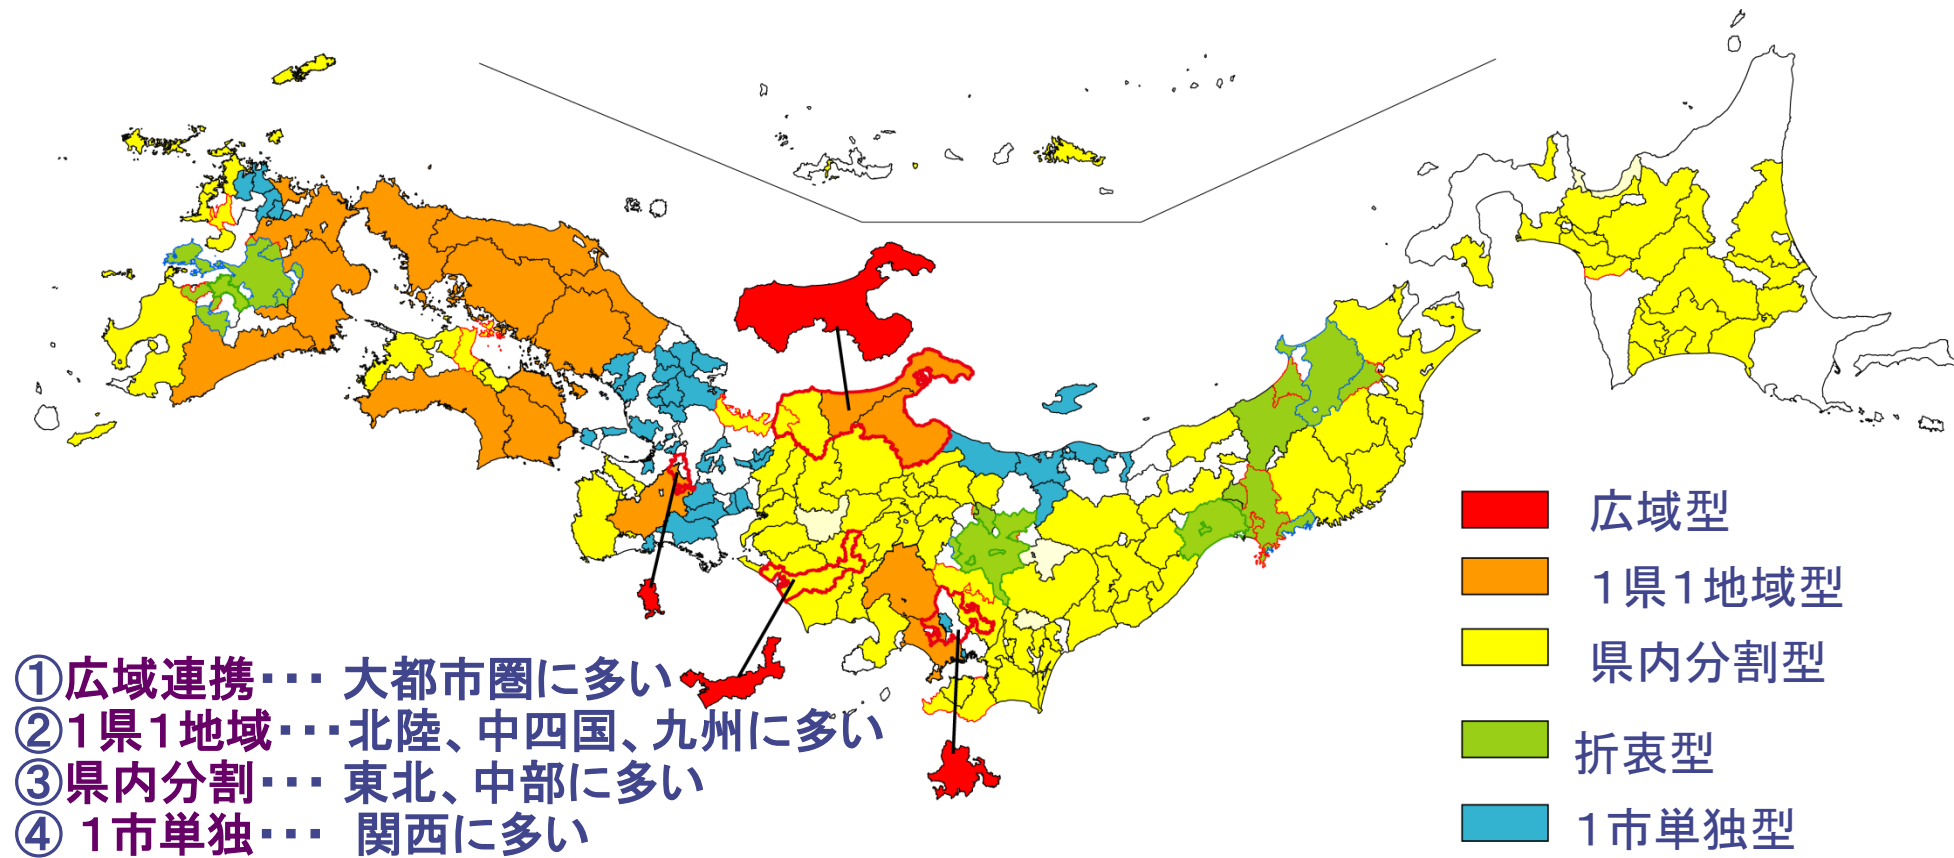 広域型
１県１地域型
県内分割型
折衷型
１市単独型
①広域連携・・・ 大都市圏に多い
②１県１地域・・・北陸、中四国、九州に多い
③県内分割・・・ 東北、中部に多い
④ １市単独・・・ 関西に多い